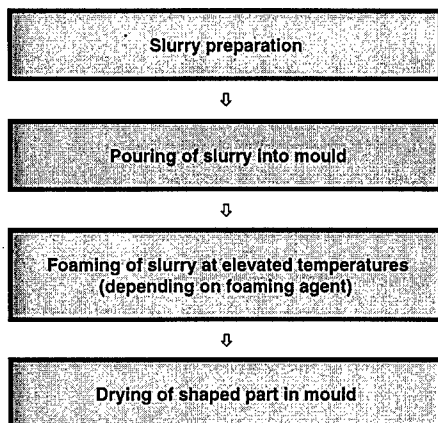 Slurry preparation
⇩
Pouring of slurry into mould
⇩
Foaming of slurry at elevated temperatures
(depending on foaming agent)
⇩
Drying of shaped part in mould